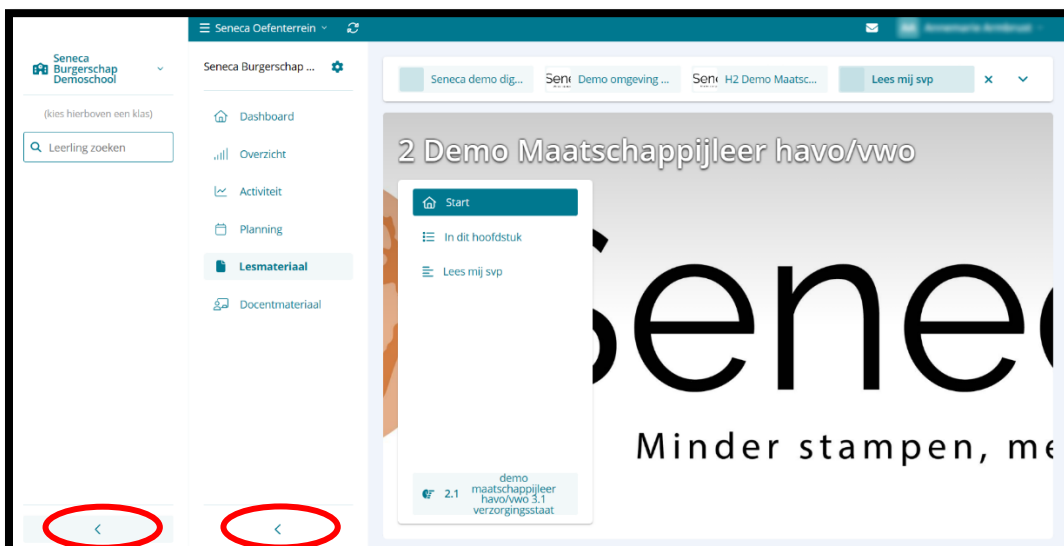 Seneca Oefenterrein
Seneca
Burgerschap
Demoschool
(kies hierboven een klas)
Leerling zoeken
Seneca Burgerschap ...
Dashboard
Overzicht
Activiteit
Planning
Lesmateriaal
Docentmateriaal
Seneca demo dig...
Demo omgeving ...
H2 Demo Maatsc...
Lees mij svp
2 Demo Maatschappijleer havo/vwo
Start
In dit hoofdstuk
Lees mij svp
2.1
demo
maatschappijleer
havo/vwo 3.1
verzorgingsstaat
Sene
Minder stampen, me